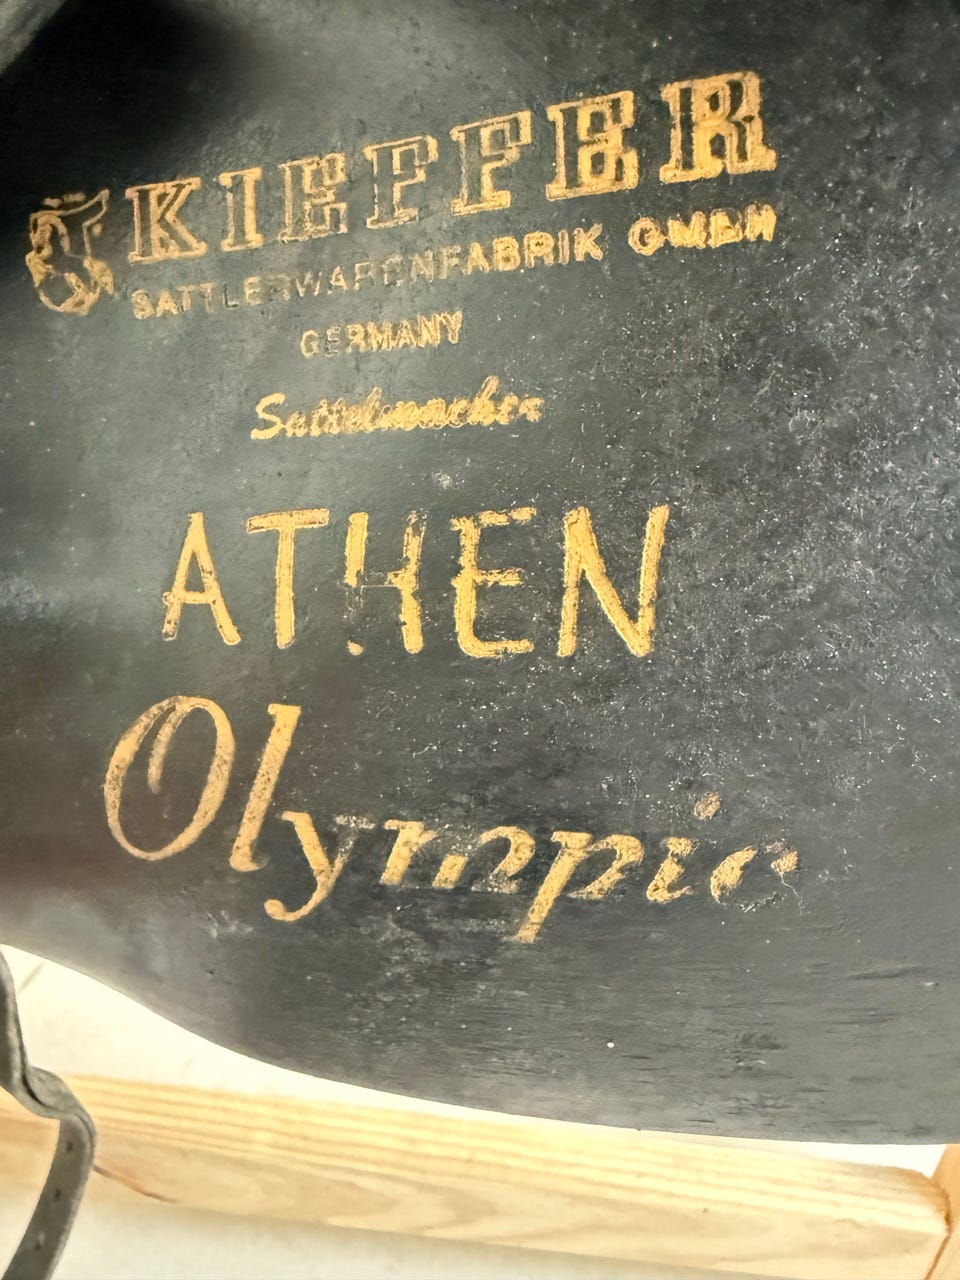 KIEFFER
SATTLERWARENFABRIK GMBH
GERMANY
Sattelmacher
ATHEN
Olympic